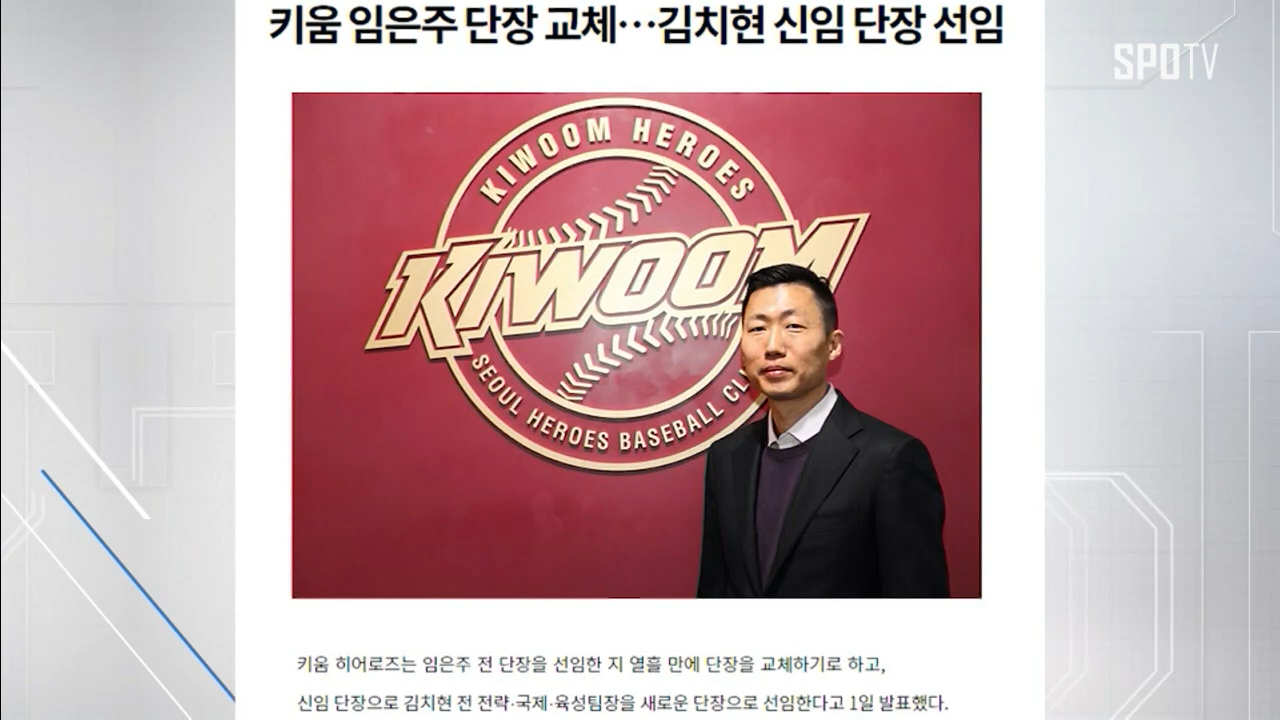 키움 임은주 단장 교체···김치현 신임 단장 선임
SPOTV
KIWOOM HEROES
KIWOOM
SEOUL HEROES BASEBALL
키움 히어로즈는 임은주 전 단장을 선임한 지 열흘 만에 단장을 교체하기로 하고,
신임 단장으로 김치현 전 전략·국제·육성팀장을 새로운 단장으로 선임한다고 1일 발표했다.